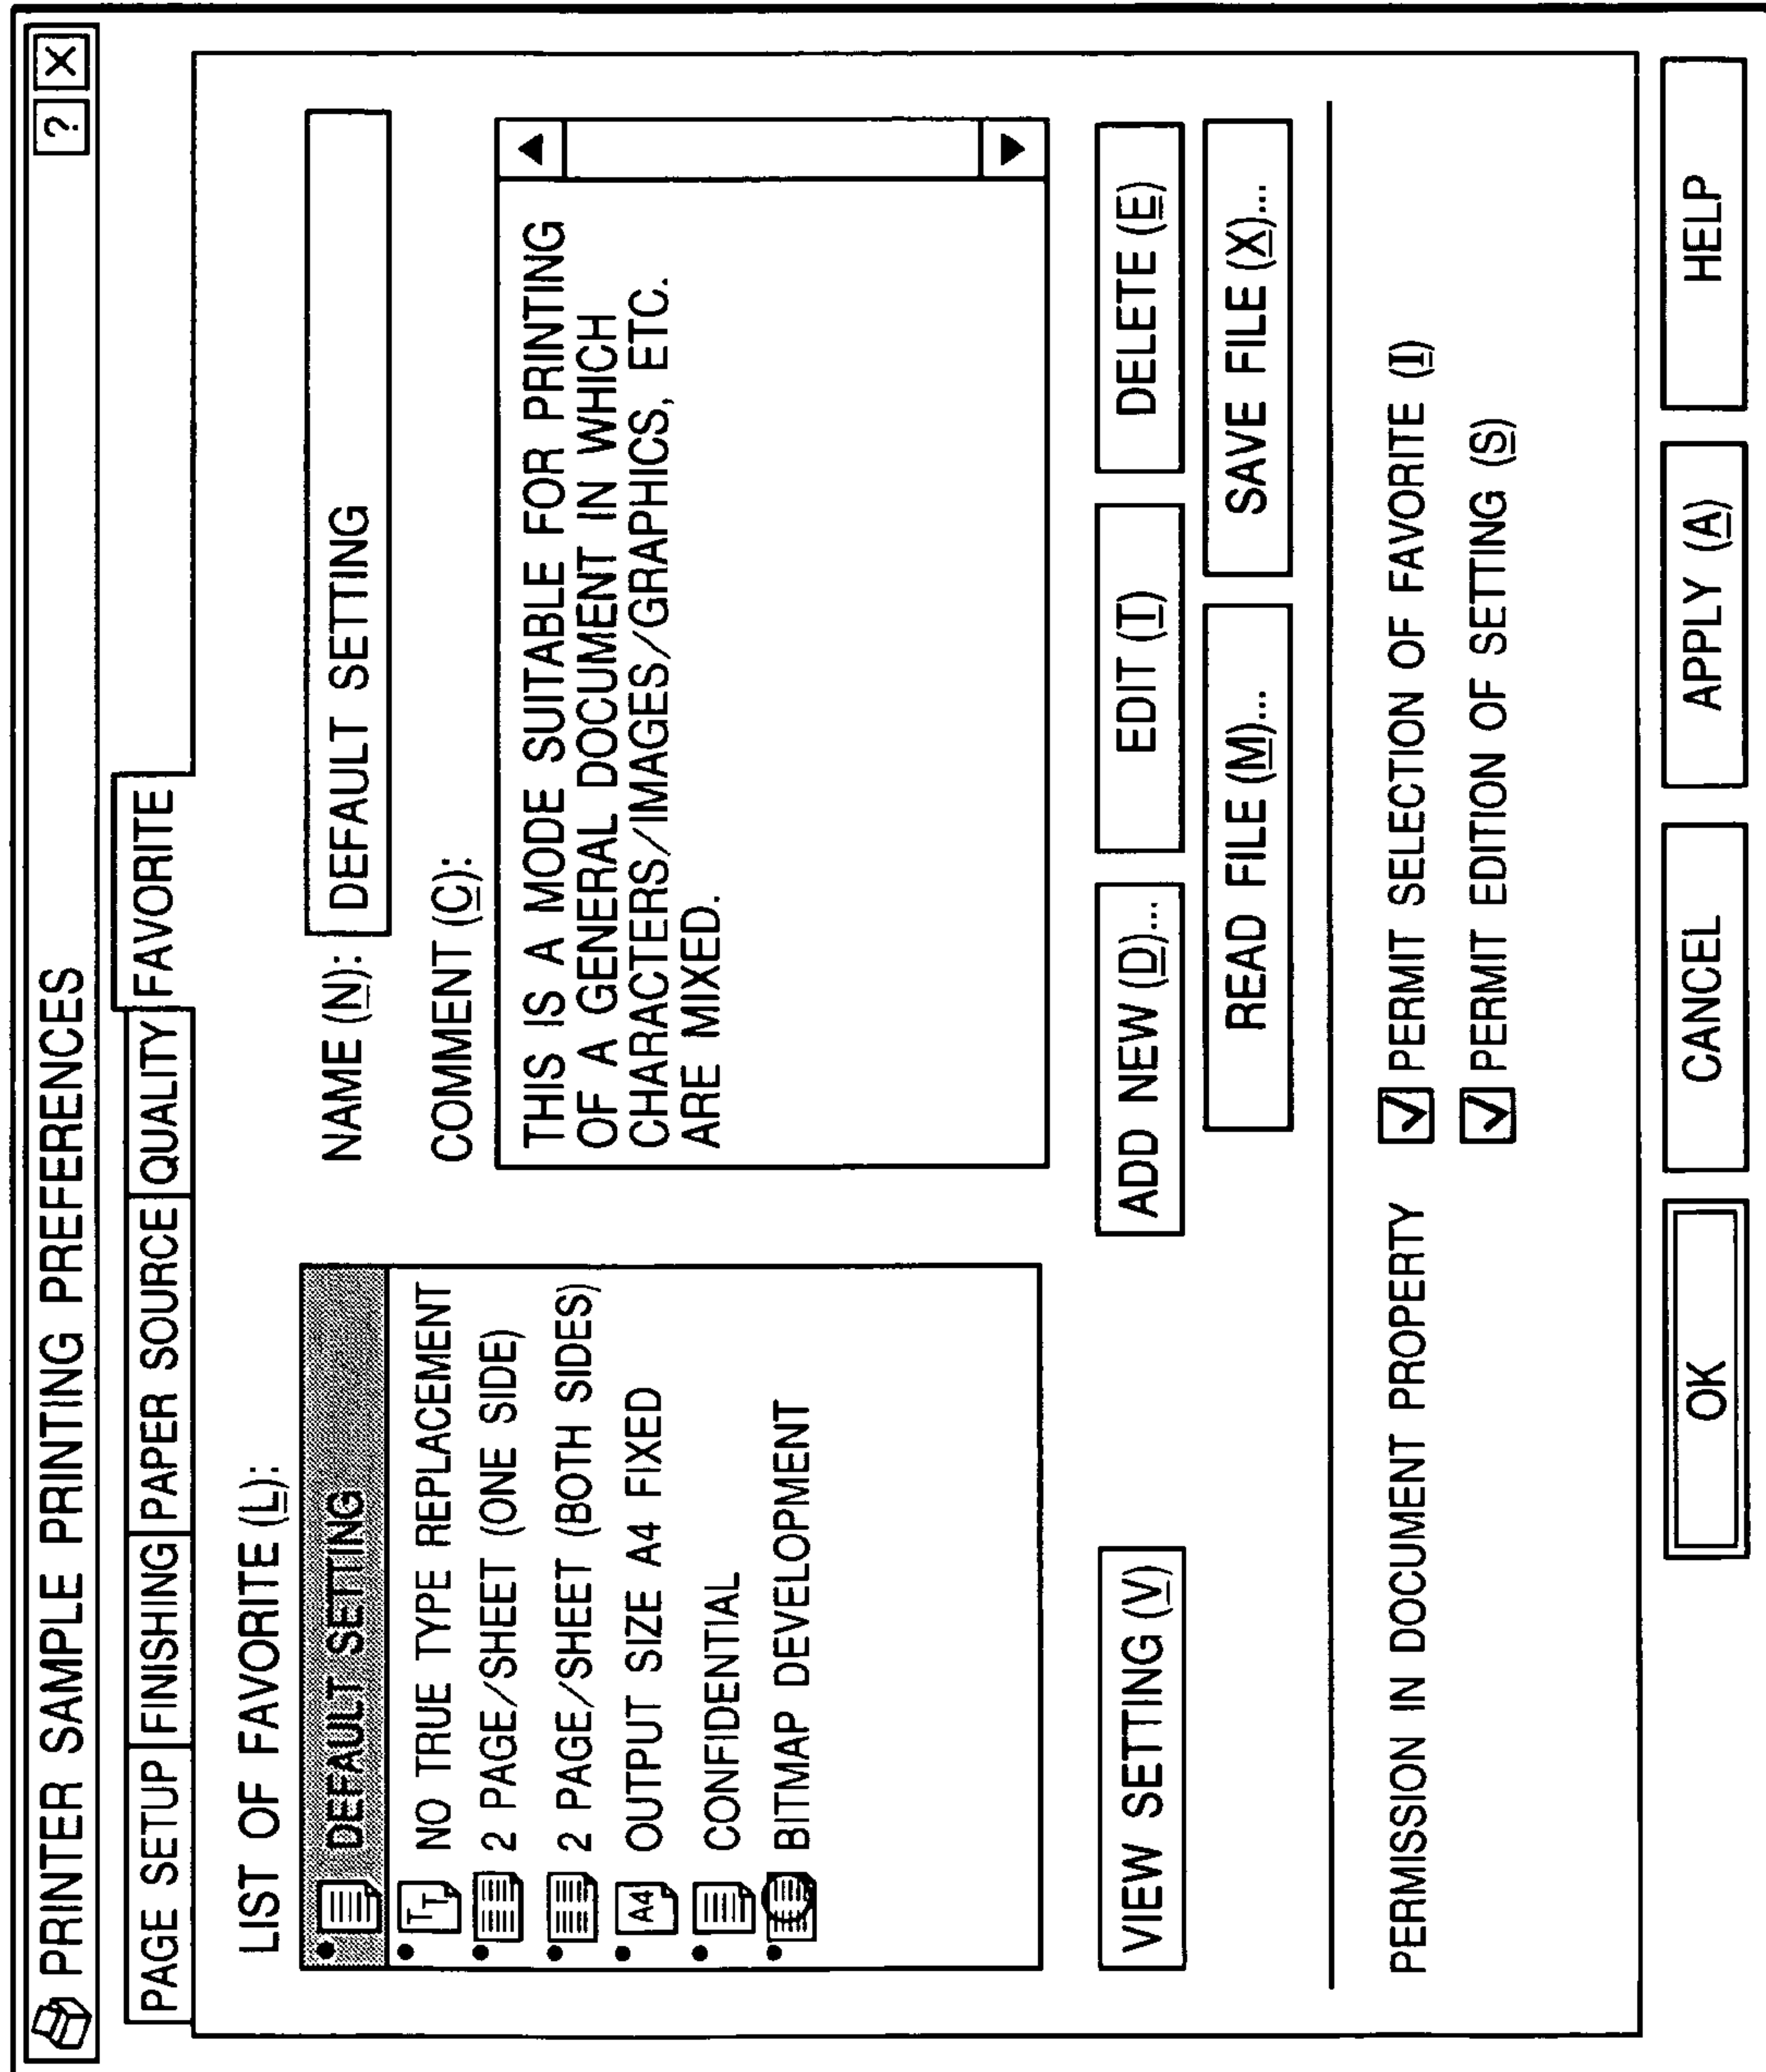 PRINTER SAMPLE PRINTING PREFERENCES ? X
PAGE SETUP FINISHING PAPER SOURCE QUALITY FAVORITE
LIST OF FAVORITE (L):
DEFAULT SETTING
NO TRUE TYPE REPLACEMENT
2 PAGE/SHEET (ONE SIDE)
2 PAGE/SHEET (BOTH SIDES)
A4 OUTPUT SIZE A4 FIXED
CONFIDENTIAL
BITMAP DEVELOPMENT
VIEW SETTING (V)
NAME (N): DEFAULT SETTING
COMMENT (C):
THIS IS A MODE SUITABLE FOR PRINTING
OF A GENERAL DOCUMENT IN WHICH
CHARACTERS/IMAGES/GRAPHICS, ETC.
ARE MIXED.
ADD NEW (D)... EDIT (T) DELETE (E)
READ FILE (M)... SAVE FILE (X)...
PERMISSION IN DOCUMENT PROPERTY PERMIT SELECTION OF FAVORITE (I)
PERMIT EDITION OF SETTING (S)
OK CANCEL APPLY (A) HELP